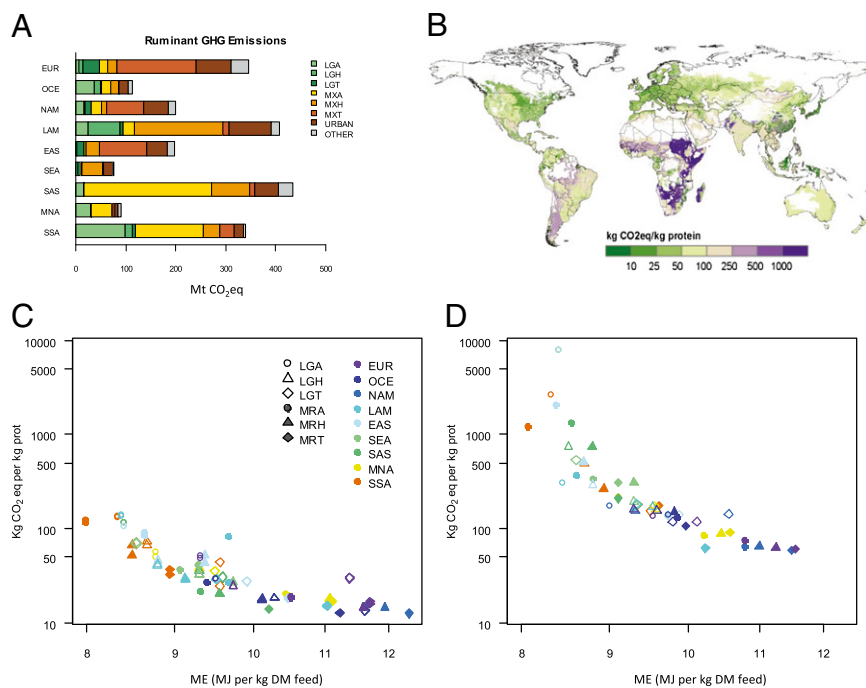 A
Ruminant GHG Emissions
EUR
OCE
NAM
LAM
EAS
SEA
SAS
MNA
SSA
0
100
200
300
400
500
Mt CO2eq
LGA
LGH
LGT
MXA
MXH
MXT
URBAN
OTHER
B
kg CO2eq/kg protein
10 25 50 100 250 500 1000
C
10000
5000
1000
500
100
50
10
Kg CO2 eq per kg prot
8 9 10 11 12
ME (MJ per kg DM feed)
LGA
LGH
LGT
MRA
MRH
MRT
EUR
OCE
NAM
LAM
EAS
SEA
SAS
MNA
SSA
D
10000
5000
1000
500
100
50
10
Kg CO2 eq per kg prot
8 9 10 11 12
ME (MJ per kg DM feed)